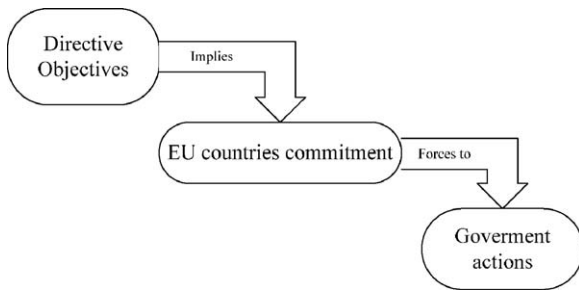 Directive
Objectives
Implies
EU countries commitment
Forces to
Goverment
actions